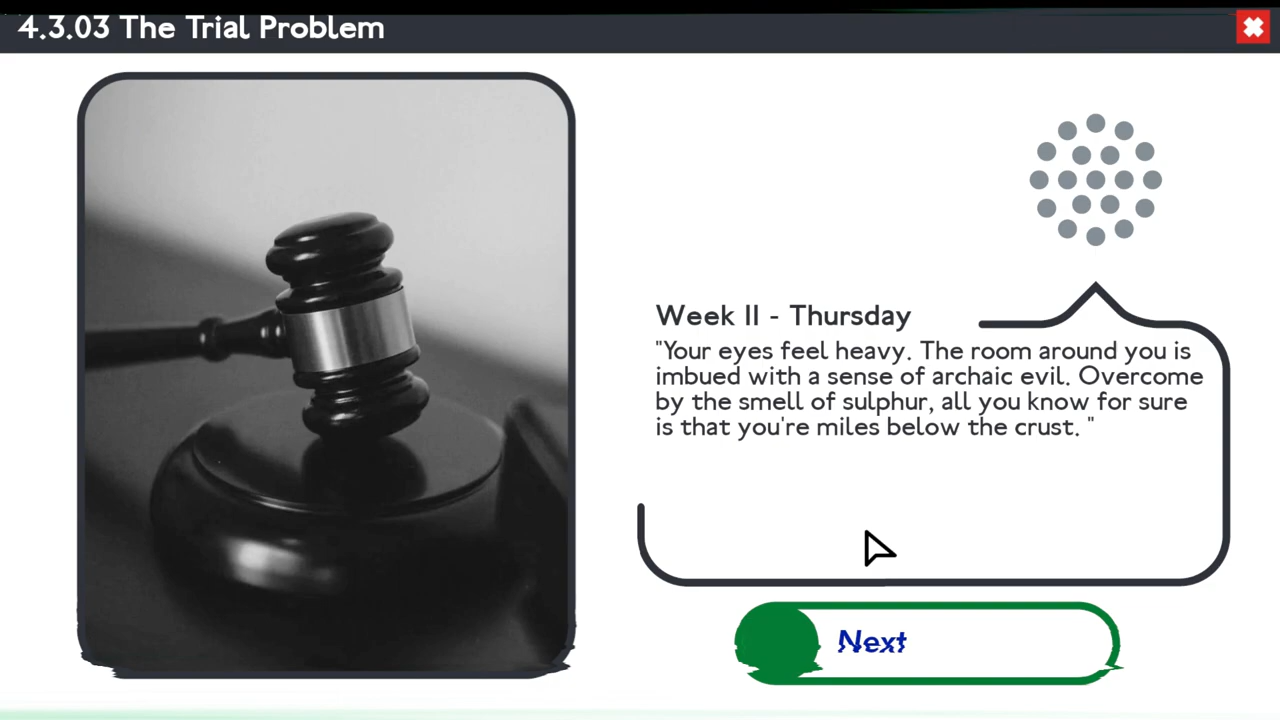 4.3.03 The Trial Problem
Week II - Thursday
"Your eyes feel heavy. The room around you is
imbued with a sense of archaic evil. Overcome
by the smell of sulphur, all you know for sure
is that you're miles below the crust. "
Next